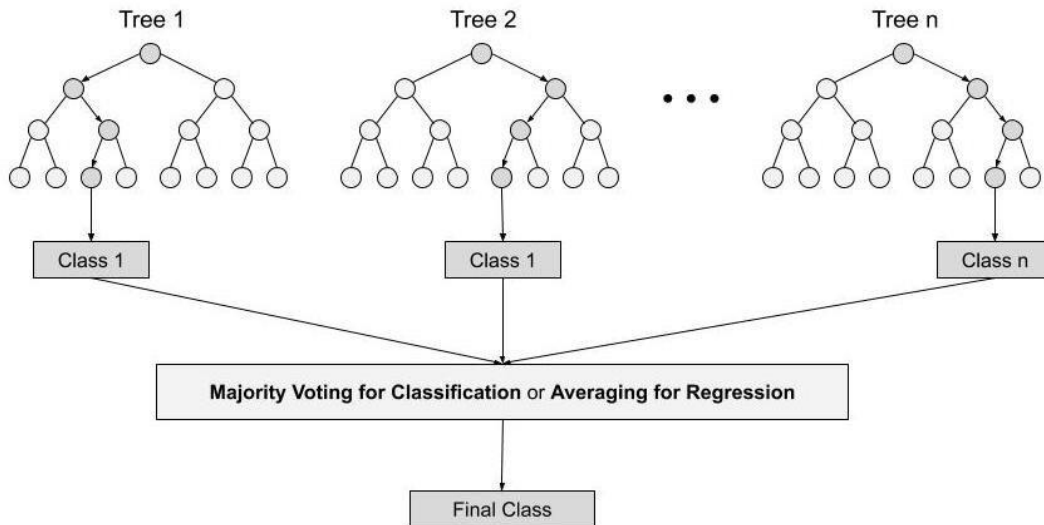 Tree 1
Tree 2
Tree n
Class 1
Class 1
Class n
Majority Voting for Classification or Averaging for Regression
Final Class